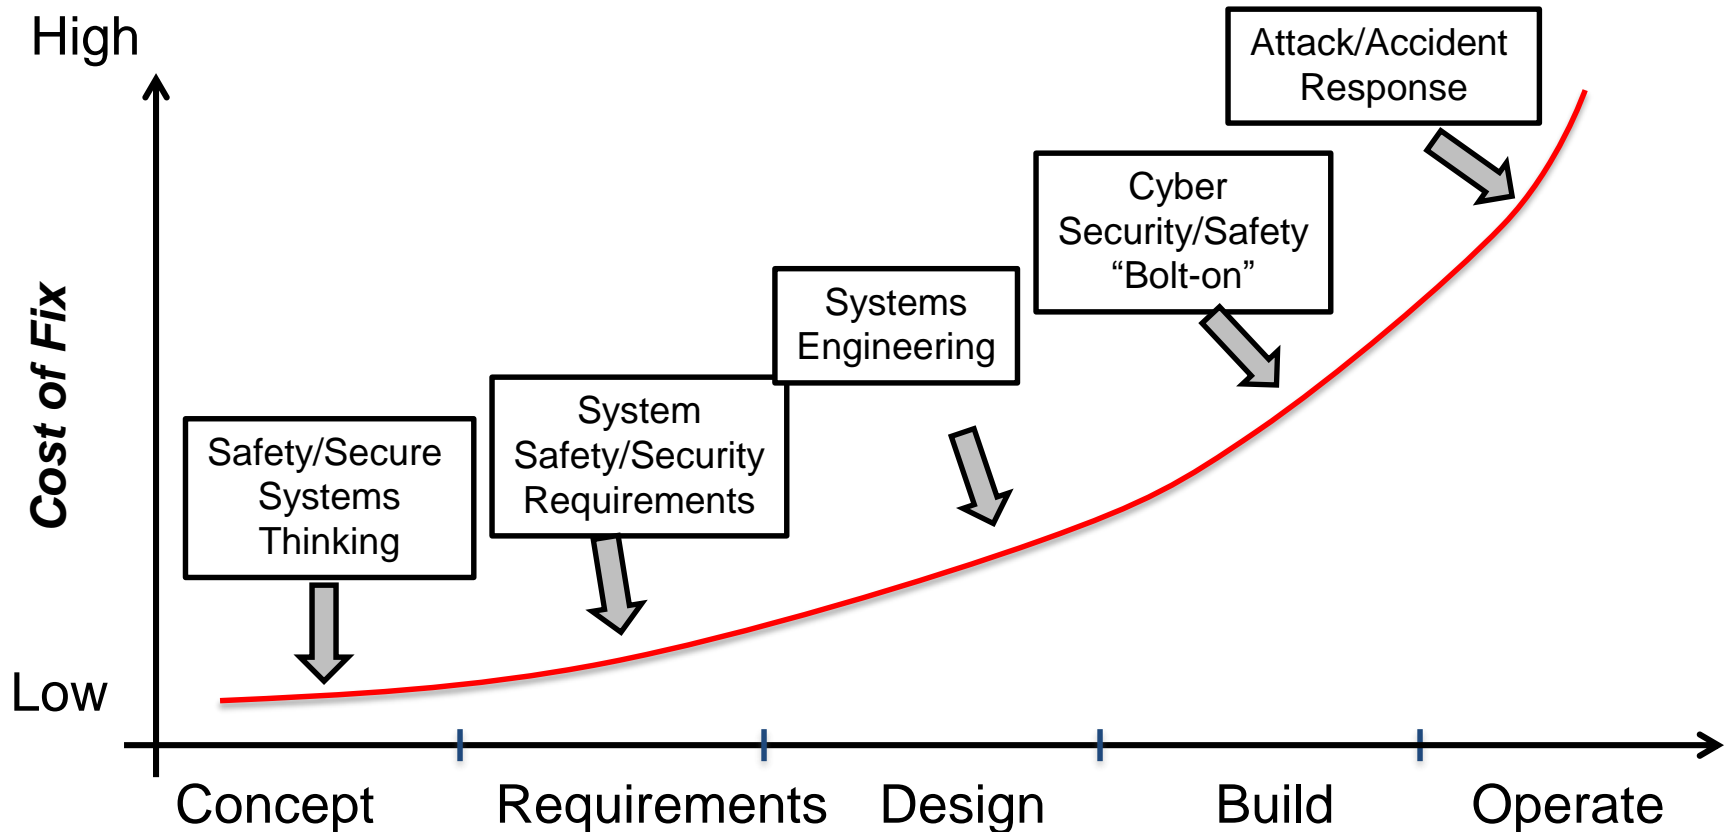 High
Attack/Accident
Response
Cyber
Security/Safety
“Bolt-on”
Systems
Engineering
System
Safety/Security
Requirements
Safety/Secure
Systems
Thinking
Cost of Fix
Low
Concept
Requirements
Design
Build
Operate